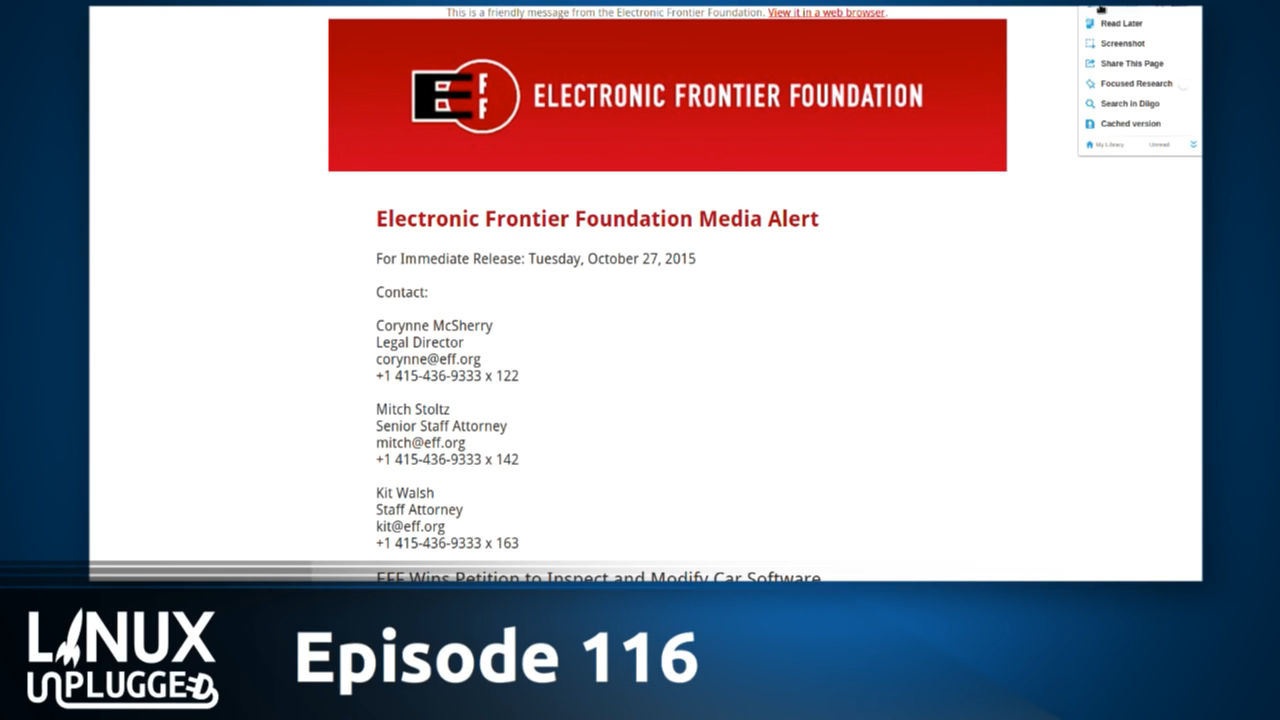 This is a friendly message from the Electronic Frontier Foundation. View it in a web browser.
Read Later
Screenshot
Share This Page
Focused Research
Search in Diigo
Cached version
My Library Unread
EFF
ELECTRONIC FRONTIER FOUNDATION
Electronic Frontier Foundation Media Alert
For Immediate Release: Tuesday, October 27, 2015
Contact:
Corynne McSherry
Legal Director
corynne@eff.org
+1 415-436-9333 x 122
Mitch Stoltz
Senior Staff Attorney
mitch@eff.org
+1 415-436-9333 x 142
Kit Walsh
Staff Attorney
kit@eff.org
+1 415-436-9333 x 163
EFF Wins Petition to Inspect and Modify Car Software
LINUX
UNPLUGGED
Episode 116